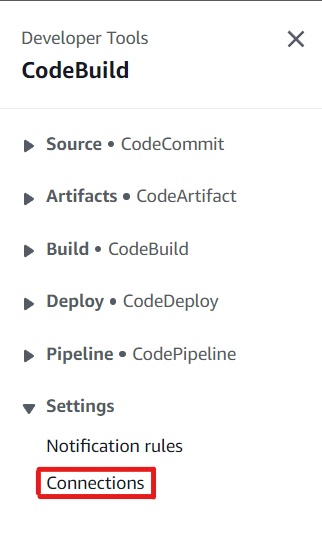 Developer Tools
CodeBuild
Source • CodeCommit
Artifacts • CodeArtifact
Build • CodeBuild
Deploy • CodeDeploy
Pipeline • CodePipeline
Settings
Notification rules
Connections